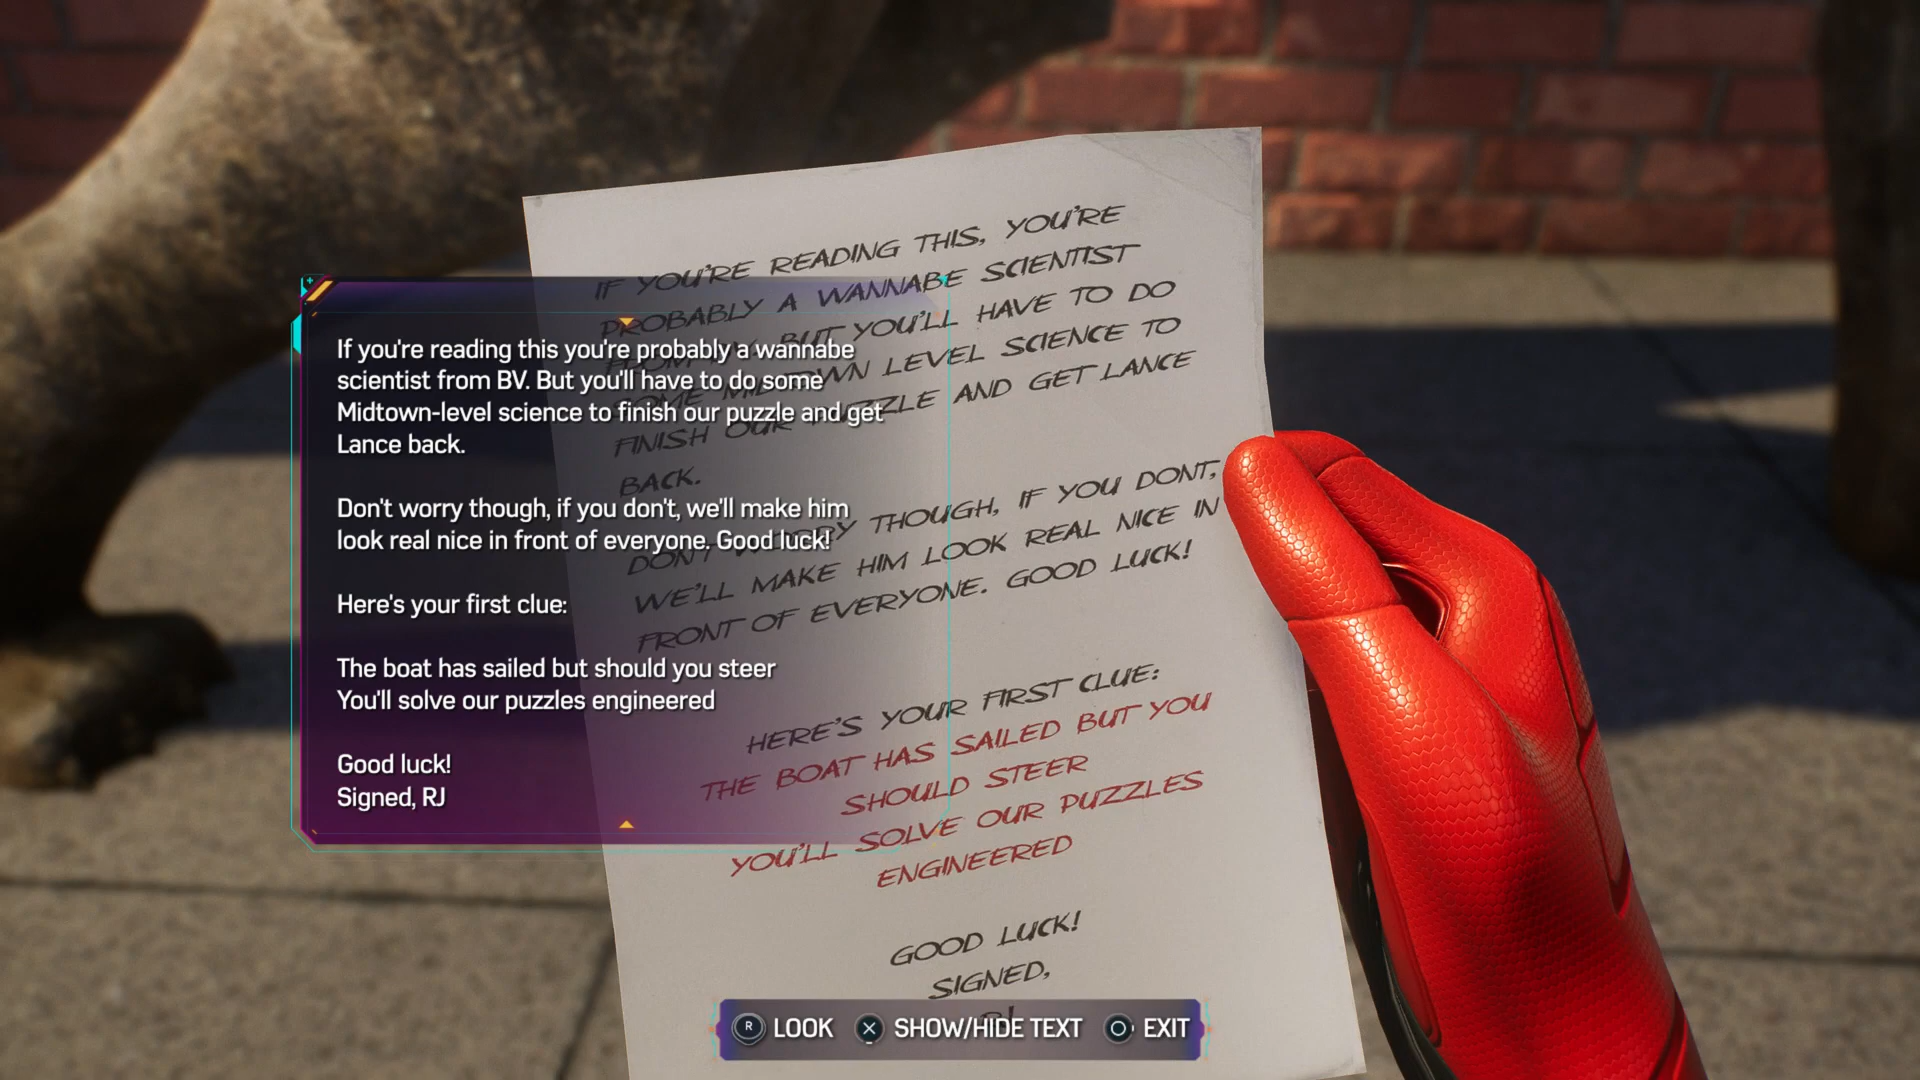 If you're reading this you're probably a wannabe
scientist from BV. But you'll have to do some
Midtown-level science to finish our puzzle and get
Lance back.
Don't worry though, if you don't, we'll make him
look real nice in front of everyone. Good luck!
Here's your first clue:
The boat has sailed but should you steer
You'll solve our puzzles engineered
Good luck!
Signed, RJ
IF YOU'RE READING THIS, YOU'RE
PROBABLY A WANNABE SCIENTIST
FROM BUT YOU'LL HAVE TO DO
SOME MIDTOWN LEVEL SCIENCE TO
FINISH OUR PUZZLE AND GET LANCE
BACK.
DON'T WORRY THOUGH, IF YOU DONT,
WE'LL MAKE HIM LOOK REAL NICE IN
FRONT OF EVERYONE. GOOD LUCK!
HERE'S YOUR FIRST CLUE:
THE BOAT HAS SAILED BUT YOU
SHOULD STEER
YOU'LL SOLVE OUR PUZZLES
ENGINEERED
GOOD LUCK!
SIGNED,
R LOOK SHOW/HIDE TEXT EXIT